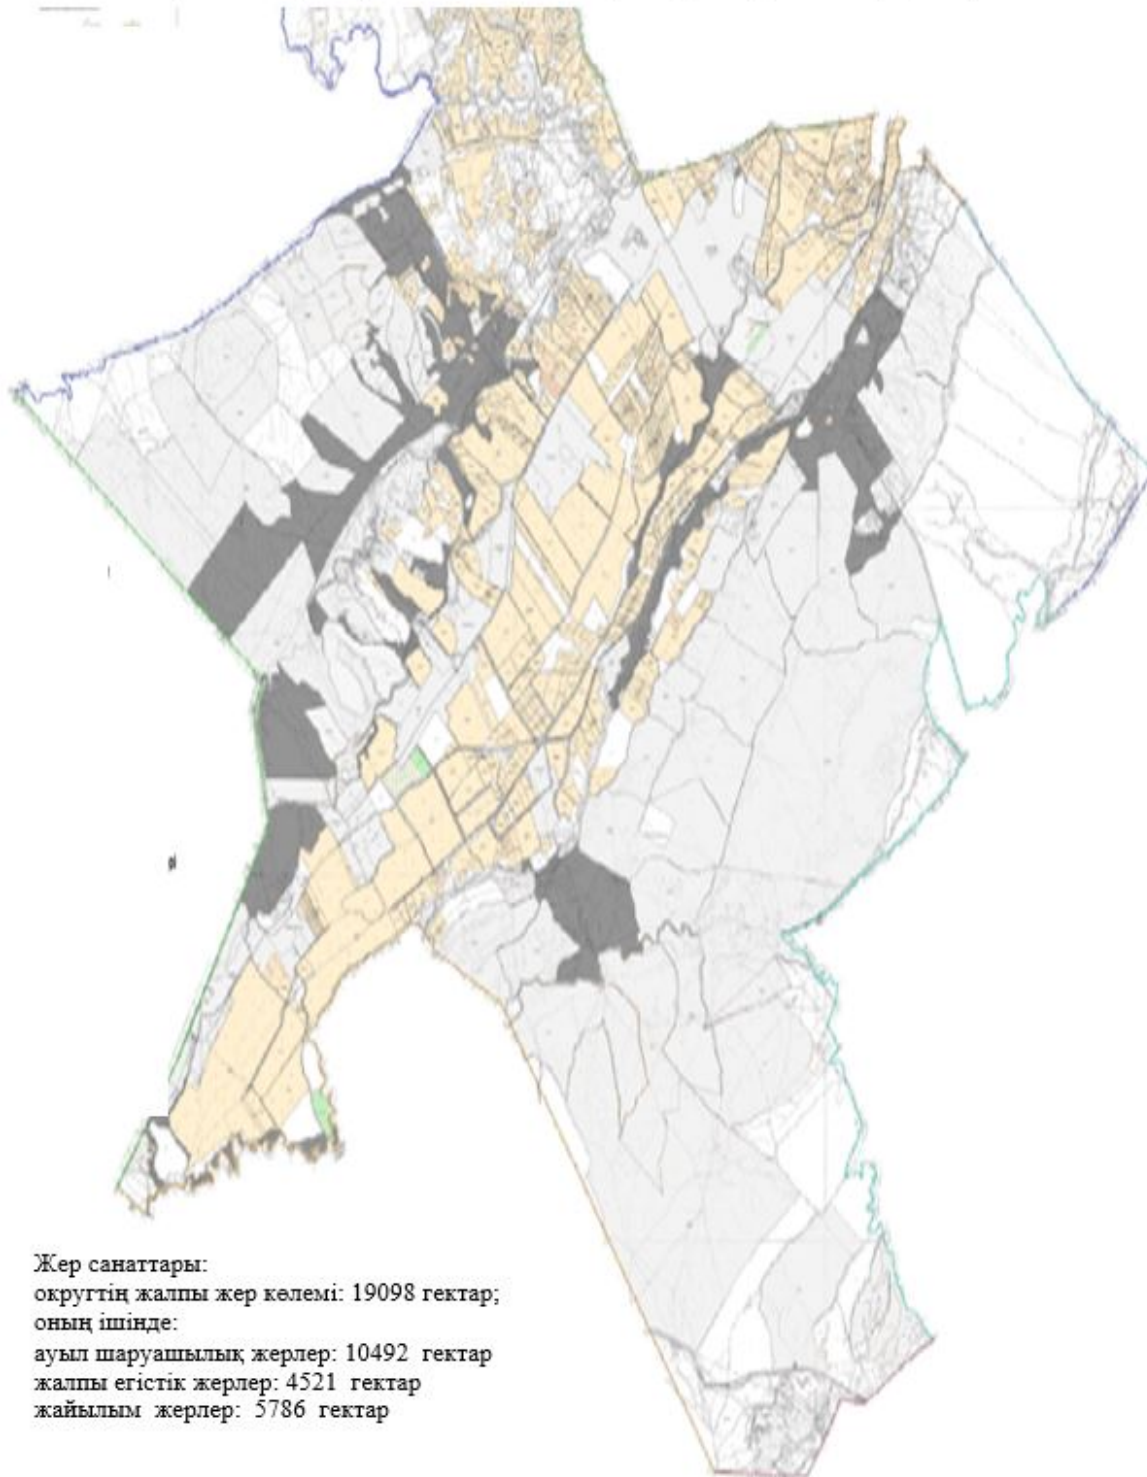 Жер санаттары:
округтің жалпы жер көлемі: 19098 гектар;
оның ішінде:
ауыл шаруашылық жерлер: 10492 гектар
жалпы егістік жерлер: 4521 гектар
жайылым жерлер: 5786 гектар